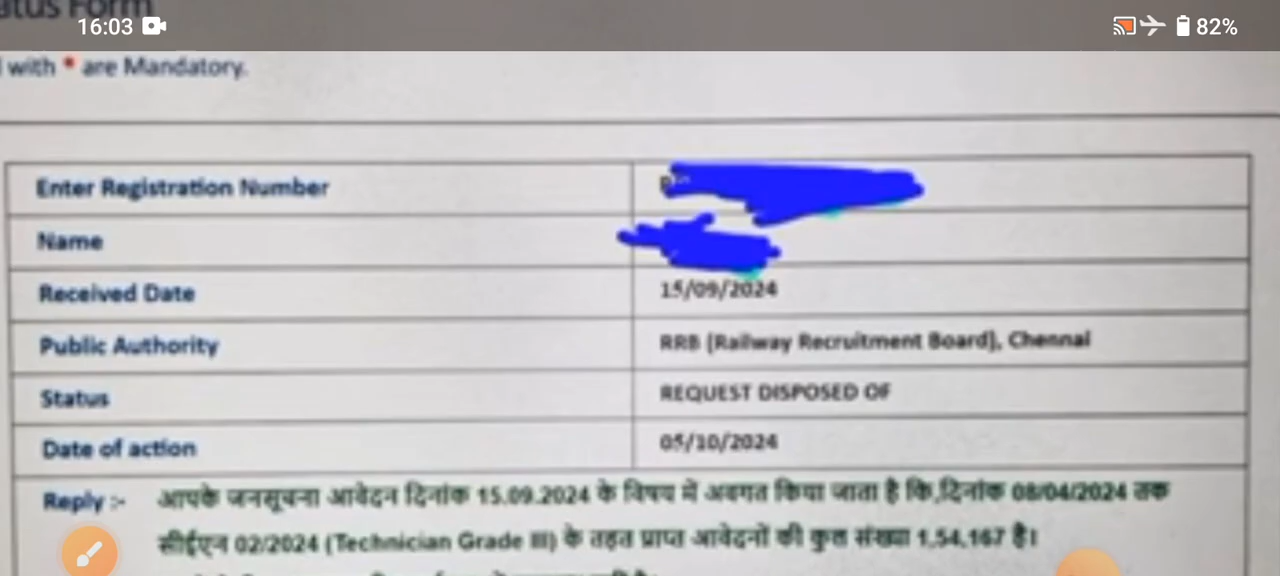 atus Form
16:03 82%
with * are Mandatory.
Enter Registration Number
Name
Received Date 15/09/2024
Public Authority RRB (Railway Recruitment Board), Chennai
Status REQUEST DISPOSED OF
Date of action 05/10/2024
Reply :- आपके जनसूचना आवेदन दिनांक 15.09.2024 के विषय में अवगत किया जाता है कि,दिनांक 08/04/2024 तक
सीईएन 02/2024 (Technician Grade III) के तहत प्राप्त आवेदनों की कुल संख्या 1,54,167 है।